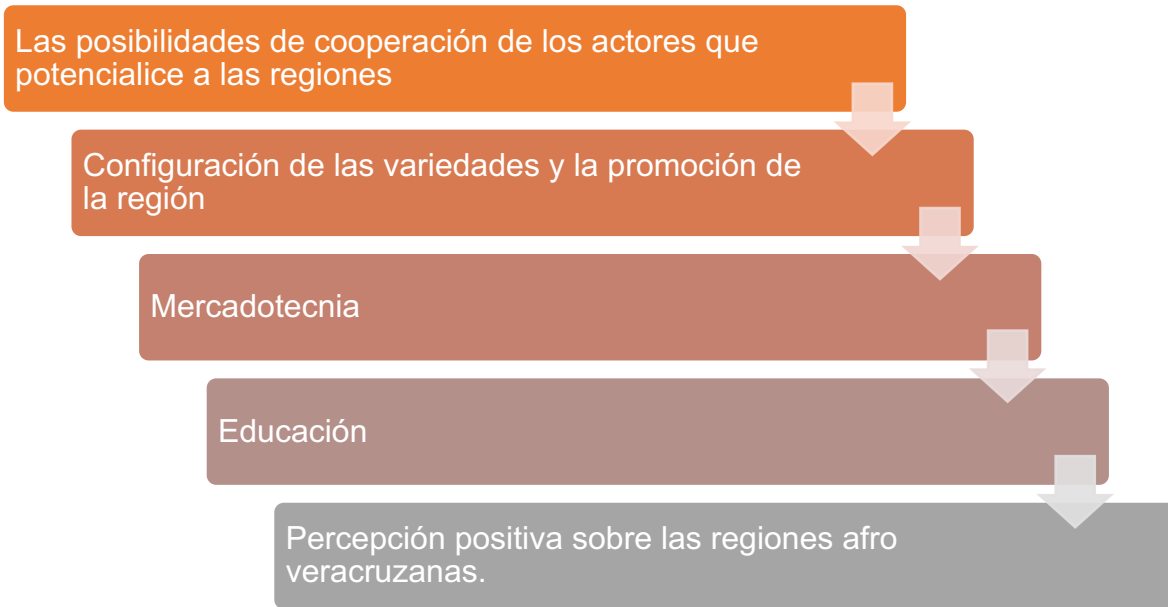 Las posibilidades de cooperación de los actores que
potencialice a las regiones
Configuración de las variedades y la promoción de
la región
Mercadotecnia
Educación
Percepción positiva sobre las regiones afro
veracruzanas.